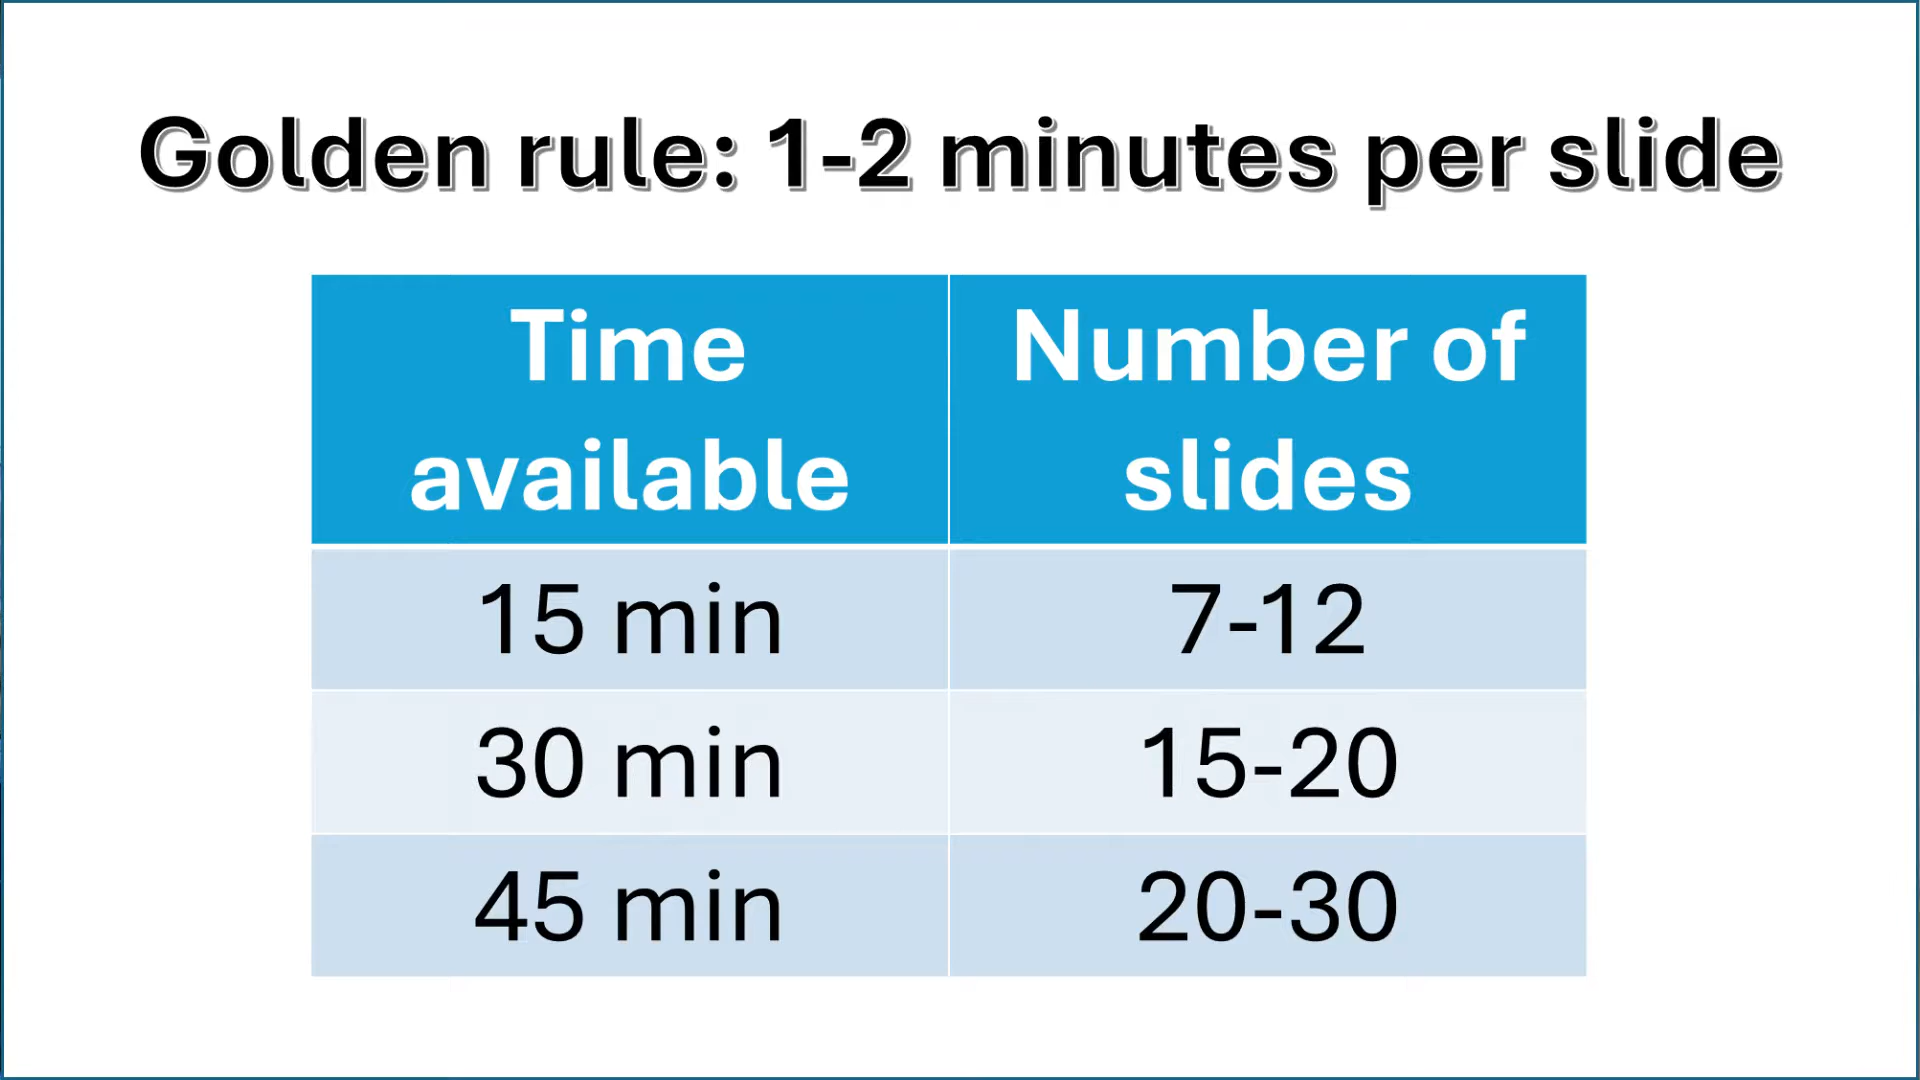 Golden rule: 1-2 minutes per slide
Time available
Number of slides
15 min
7-12
30 min
15-20
45 min
20-30